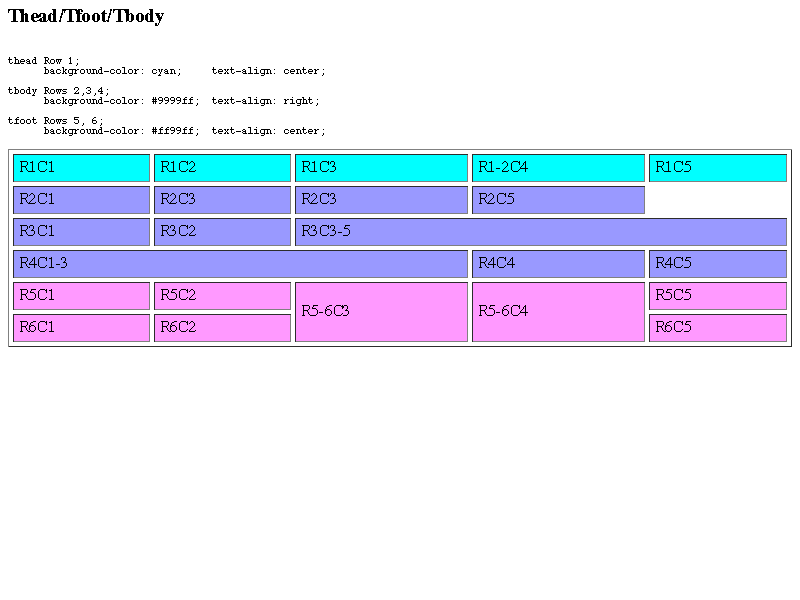 Thead/Tfoot/Tbody
thead Row 1;
background-color: cyan; text-align: center;
tbody Rows 2,3,4;
background-color: #9999ff; text-align: right;
tfoot Rows 5, 6;
background-color: #ff99ff; text-align: center;
R1C1 R1C2 R1C3 R1-2C4 R1C5
R2C1 R2C3 R2C3 R2C5
R3C1 R3C2 R3C3-5
R4C1-3 R4C4 R4C5
R5C1 R5C2 R5-6C3 R5-6C4 R5C5
R6C1 R6C2 R6C5